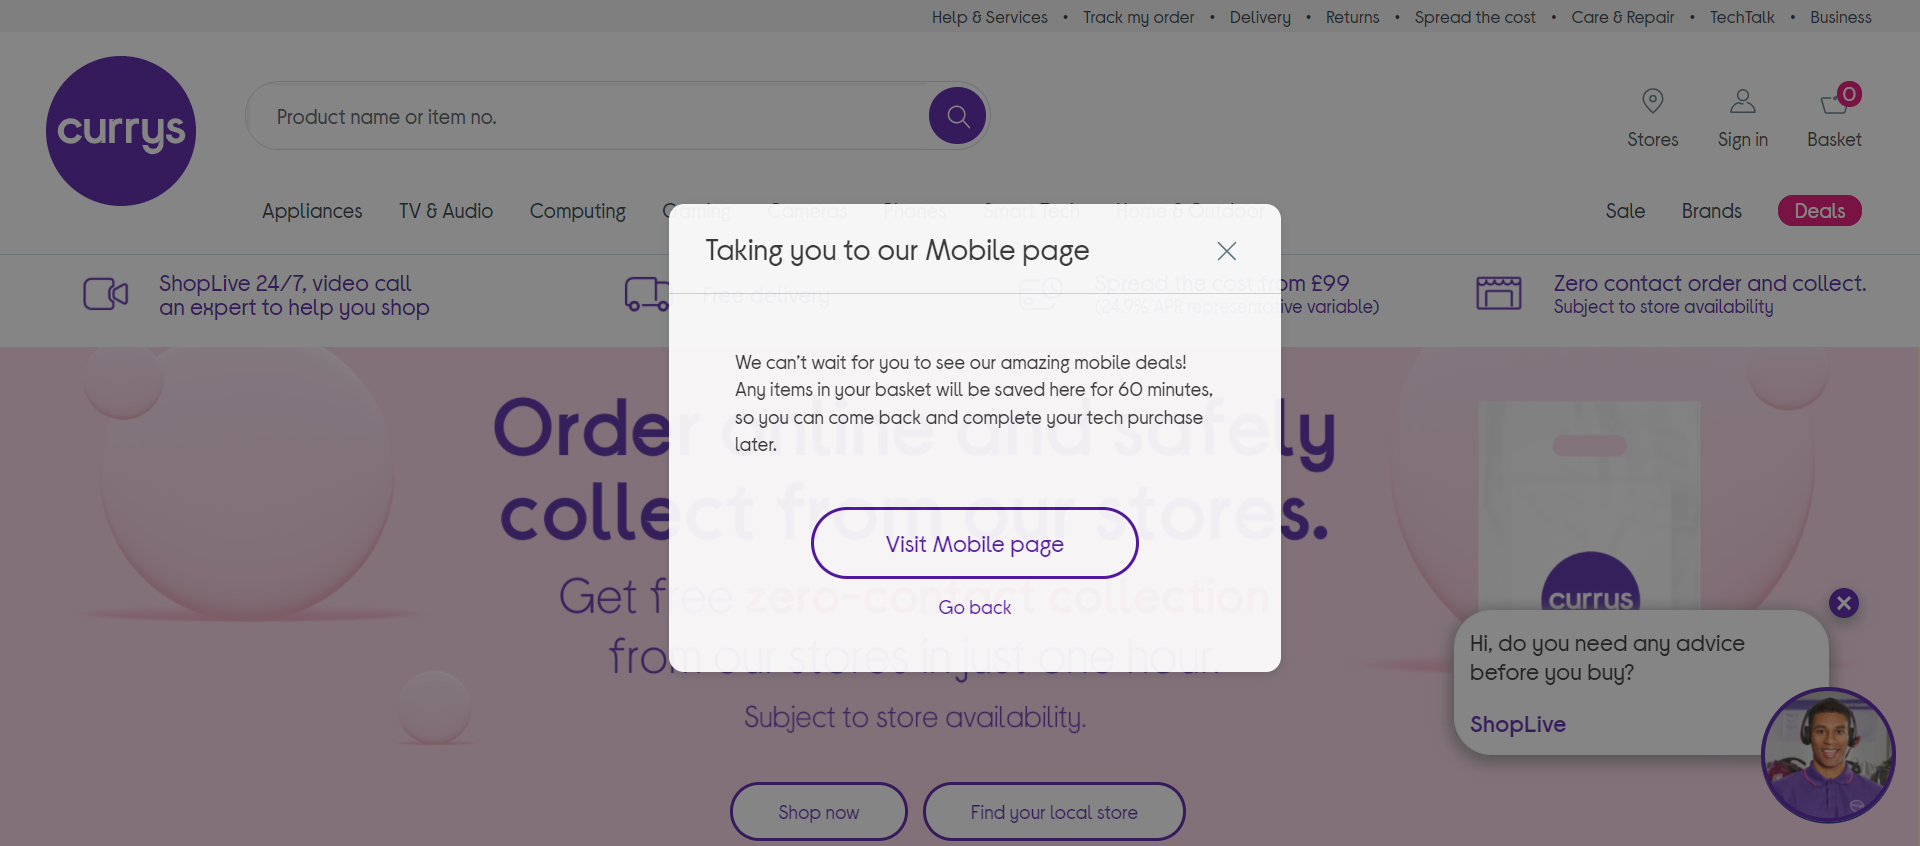 Help & Services • Track my order • Delivery • Returns • Spread the cost • Care & Repair • TechTalk • Business
currys
Product name or item no.
Stores
Sign in
0
Basket
Appliances
TV & Audio
Computing
Gaming
Cameras
Phones
Smart Tech
Home & Outdoor
Sale
Brands
Deals
Taking you to our Mobile page
ShopLive 24/7, video call
an expert to help you shop
Free delivery
Spread the cost from £99
(24.9% APR representative variable)
Zero contact order and collect.
Subject to store availability
We can't wait for you to see our amazing mobile deals!
Any items in your basket will be saved here for 60 minutes,
so you can come back and complete your tech purchase
later.
Order online and safely
collect from our stores.
Visit Mobile page
Go back
Get free zero-contact collection
from our stores in just one hour.
Subject to store availability.
Shop now
Find your local store
currys
Hi, do you need any advice
before you buy?
ShopLive